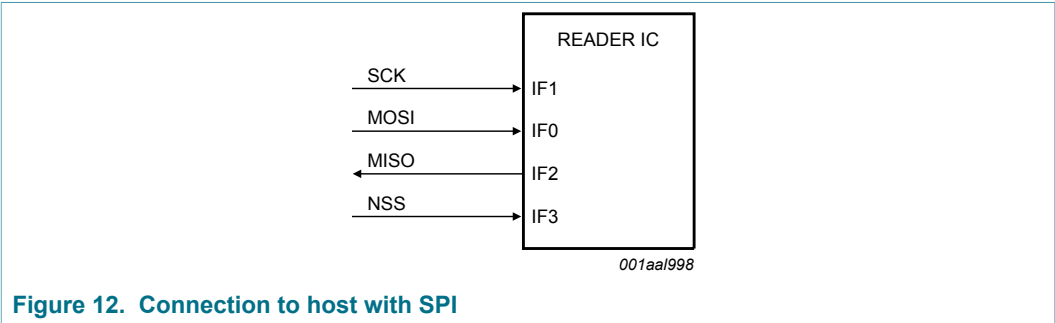 READER IC
SCK
IF1
MOSI
IF0
MISO
IF2
NSS
IF3
001aal998
Figure 12. Connection to host with SPI